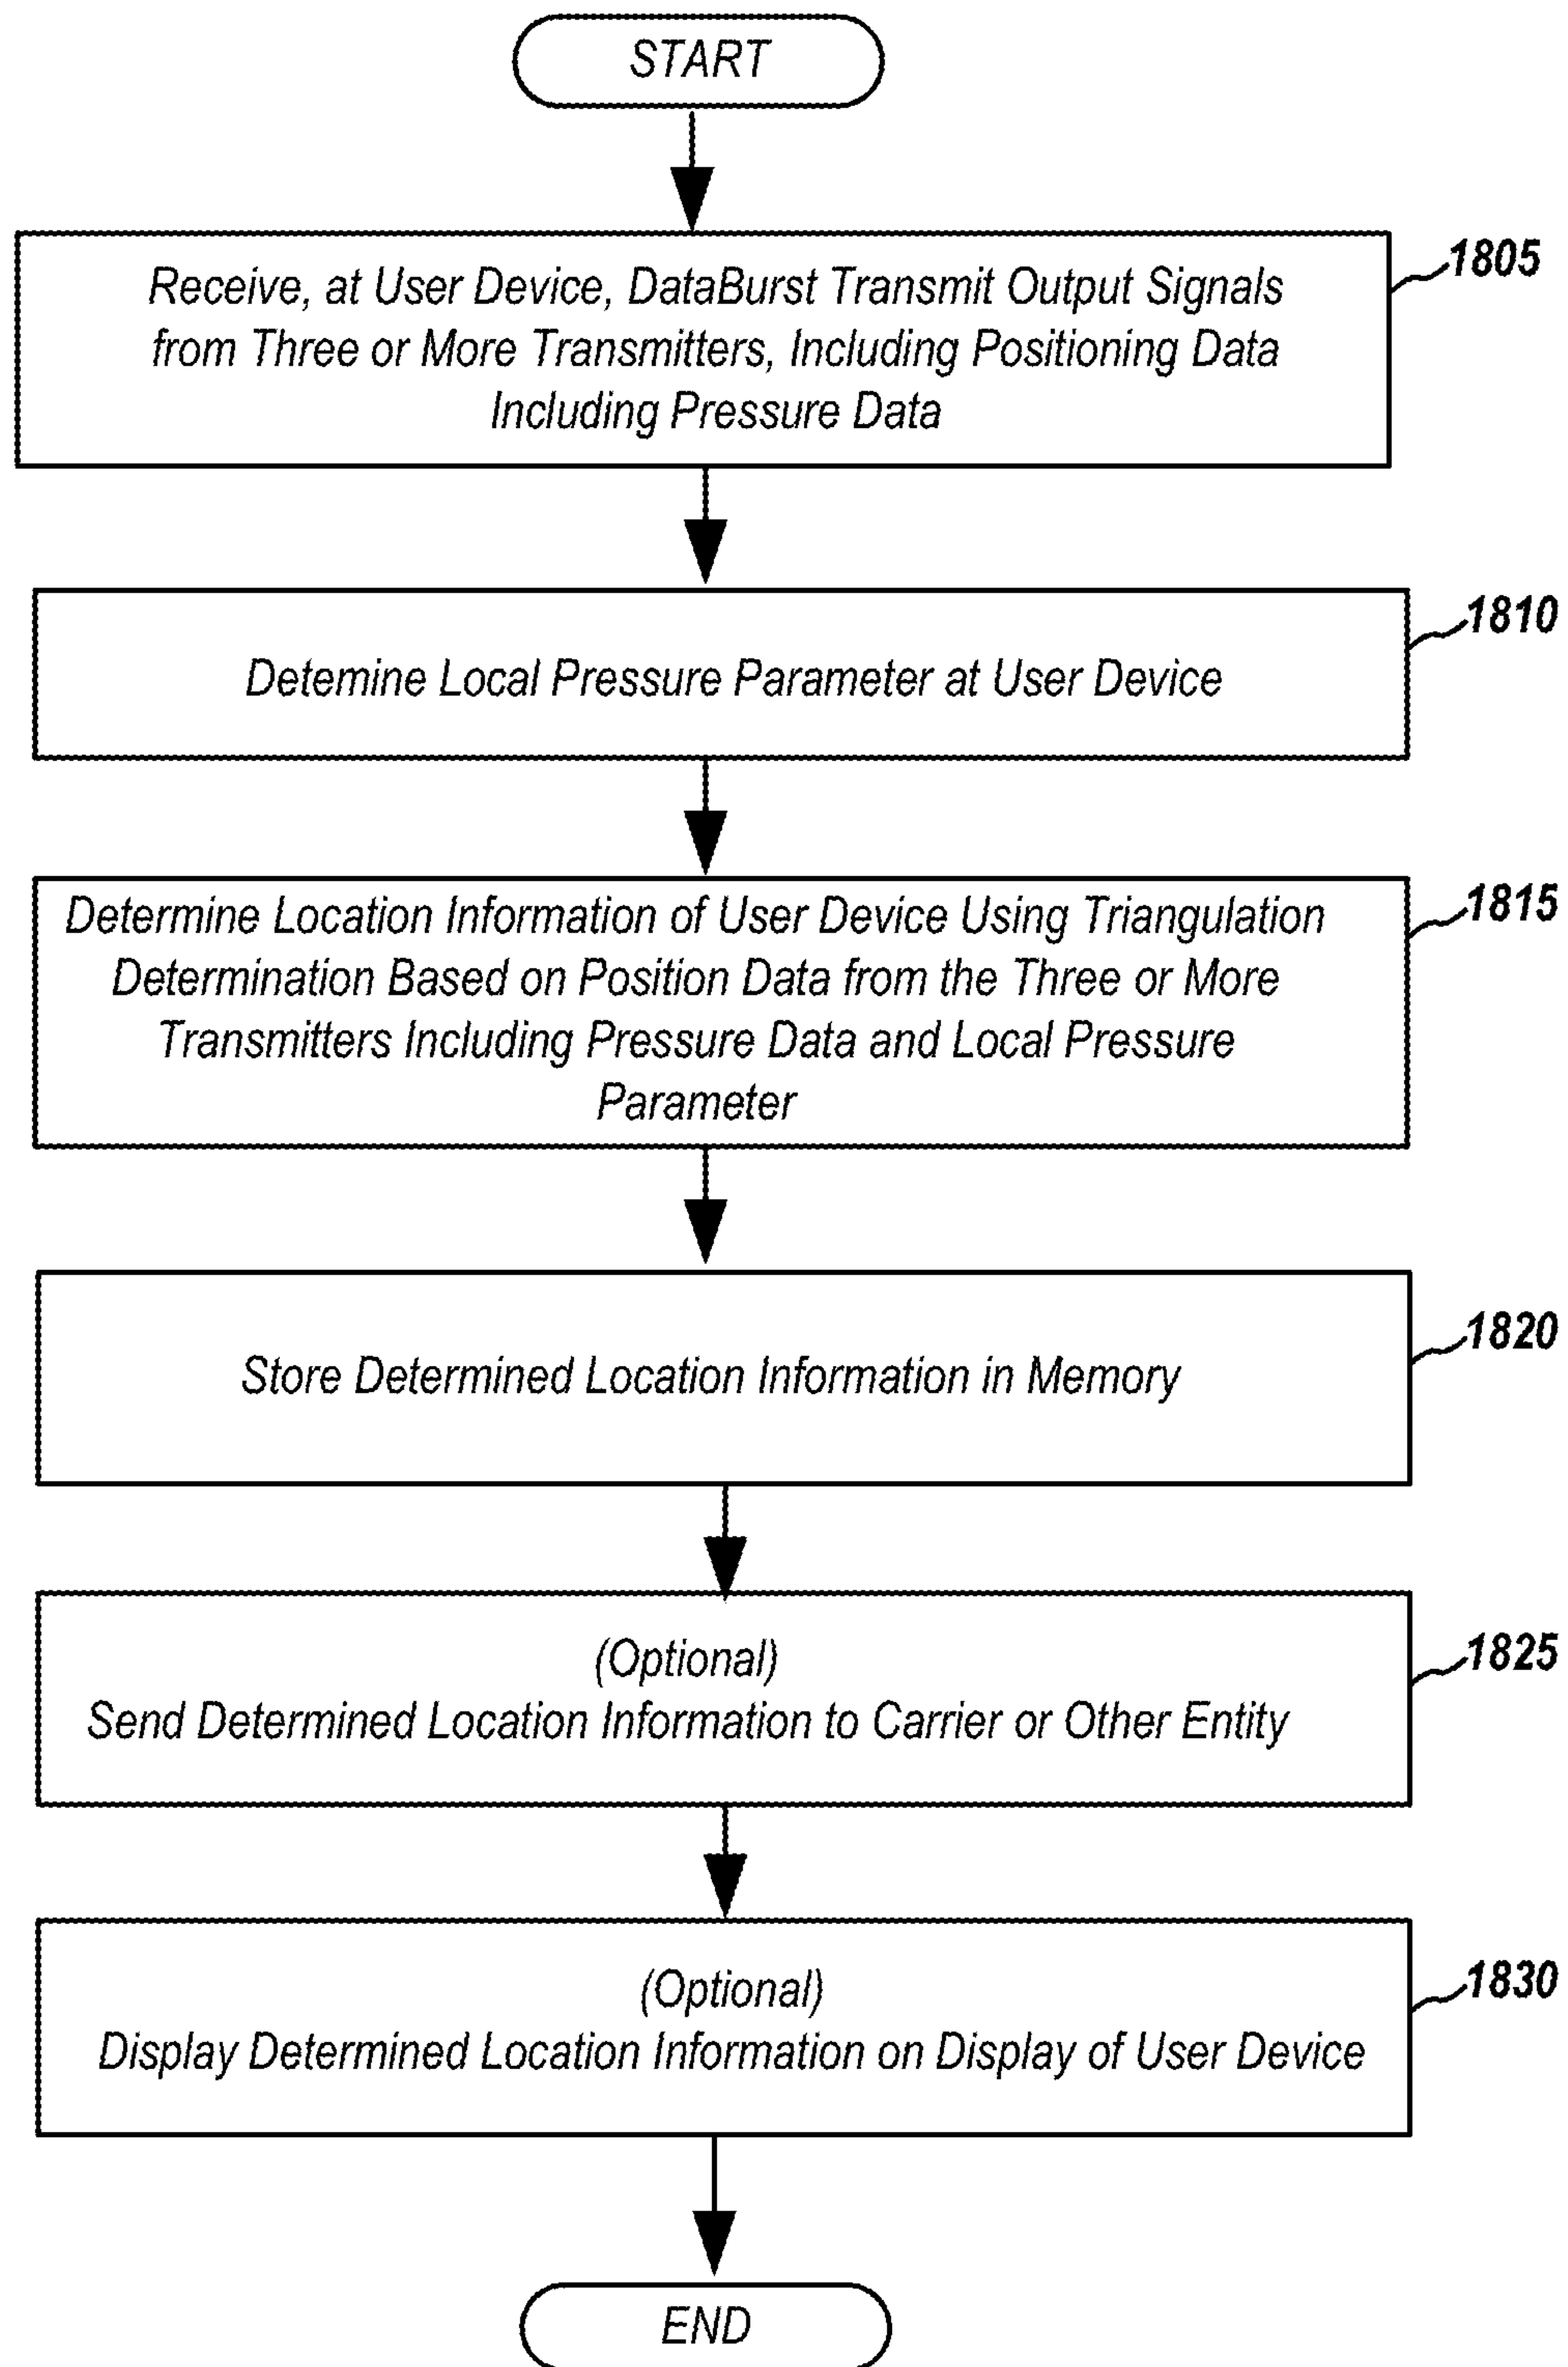 START
Receive, at User Device, DataBurst Transmit Output Signals
from Three or More Transmitters, Including Positioning Data
Including Pressure Data
1805
Detemine Local Pressure Parameter at User Device
1810
Determine Location Information of User Device Using Triangulation
Determination Based on Position Data from the Three or More
Transmitters Including Pressure Data and Local Pressure
Parameter
1815
Store Determined Location Information in Memory
1820
(Optional)
Send Determined Location Information to Carrier or Other Entity
1825
(Optional)
Display Determined Location Information on Display of User Device
1830
END